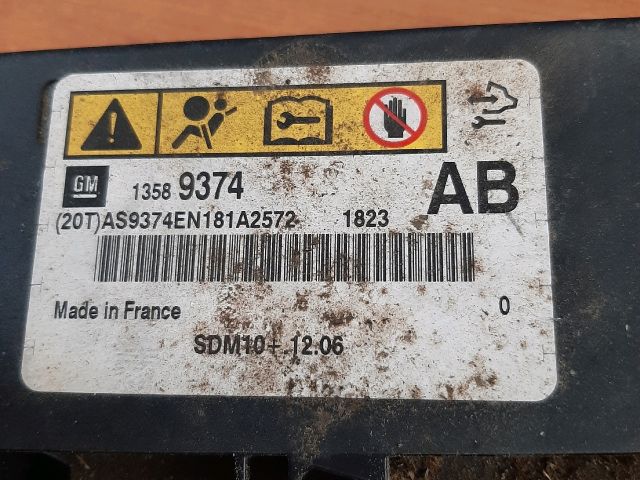 GM 1358 9374 AB
(20T)AS9374EN181A2572 1823
Made in France 0
SDM10+ 12.06